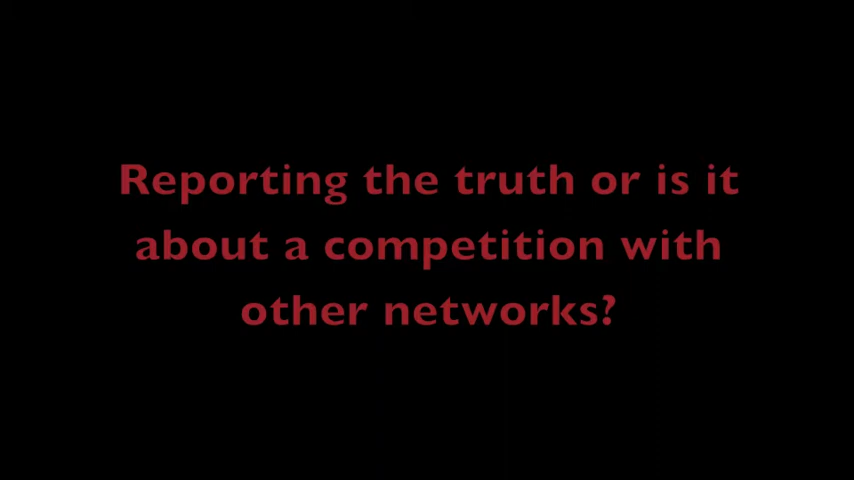 Reporting the truth or is it
about a competition with
other networks?